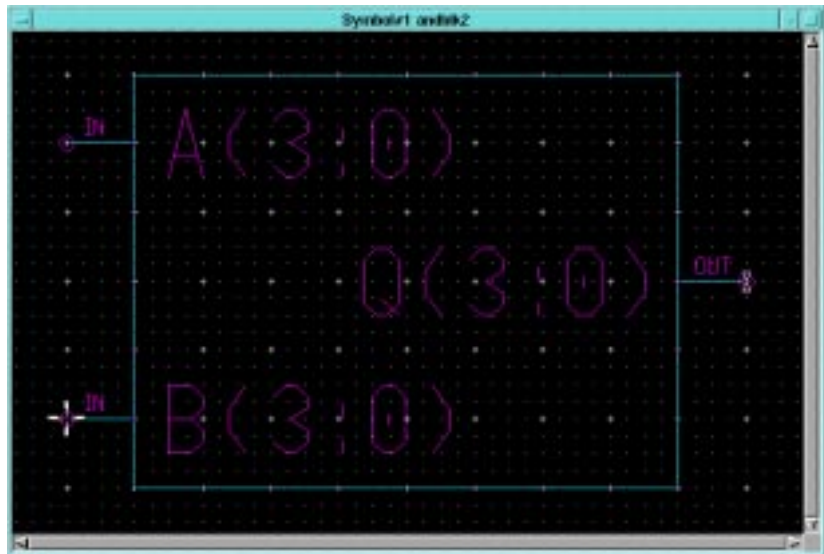 Symbol#1 andblk2
IN
A(3:0)
Q(3:0)
OUT
IN
B(3:0)